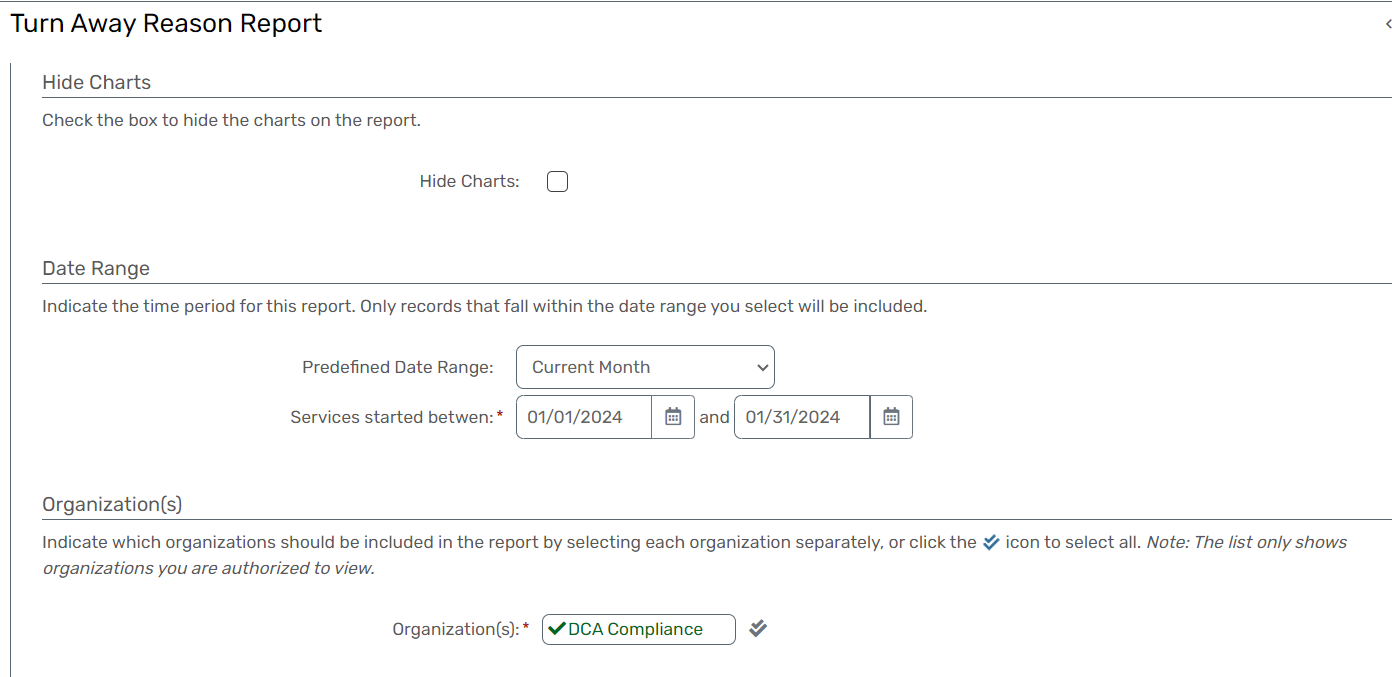 Turn Away Reason Report
Hide Charts
Check the box to hide the charts on the report.
Hide Charts:
Date Range
Indicate the time period for this report. Only records that fall within the date range you select will be included.
Predefined Date Range: Current Month
Services started betwen:* 01/01/2024 and 01/31/2024
Organization(s)
Indicate which organizations should be included in the report by selecting each organization separately, or click the icon to select all. Note: The list only shows
organizations you are authorized to view.
Organization(s):* DCA Compliance